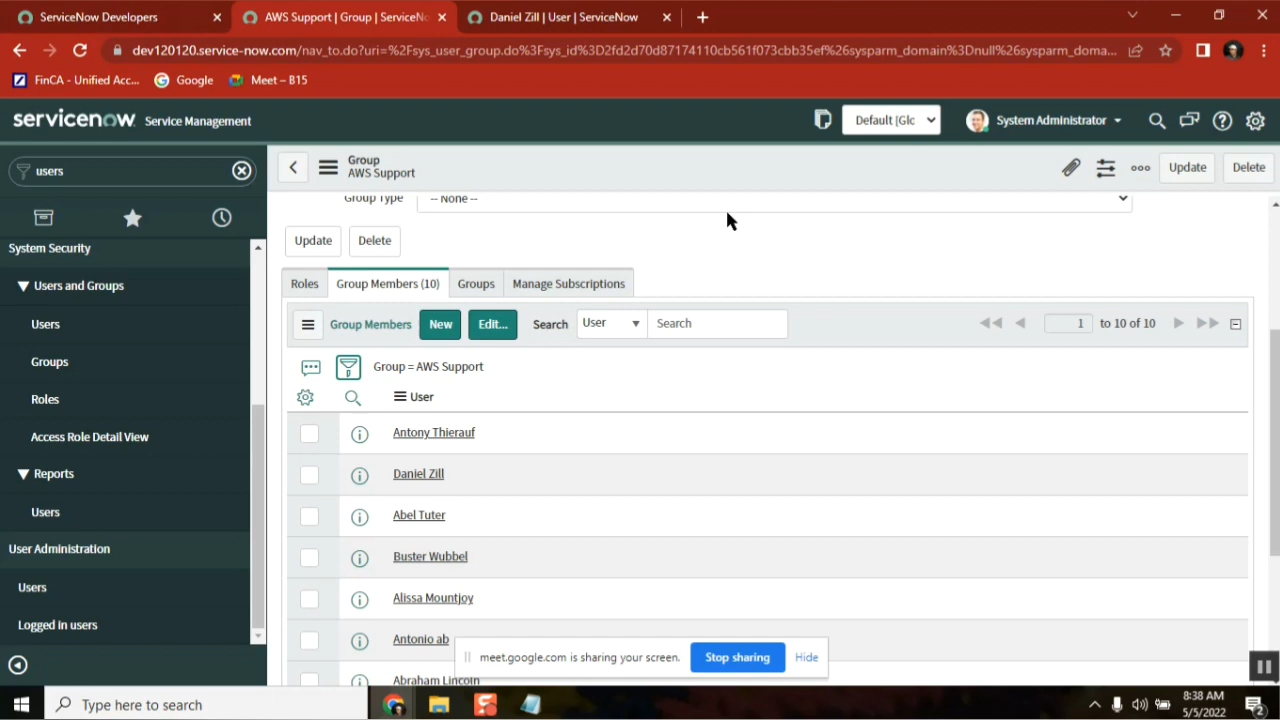 ServiceNow Developers
AWS Support | Group | ServiceNo
Daniel Zill | User | ServiceNow
dev120120.service-now.com/nav_to.do?uri=%2Fsys_user_group.do%3Fsys_id%3D2fd2d70d87174110cb561f073cbb35ef%26sysparm_domain%3Dnull%26sysparm_doma...
FinCA - Unified Acc...
Google
Meet – B15
servicenow Service Management
Default [Glo
System Administrator
users
Group
AWS Support
Update
Delete
System Security
Users and Groups
Users
Groups
Roles
Access Role Detail View
Reports
Users
User Administration
Users
Logged in users
Group Type
-- None --
Update
Delete
Roles
Group Members (10)
Groups
Manage Subscriptions
Group Members
New
Edit...
Search
User
Search
1
to 10 of 10
Group = AWS Support
User
Antony Thierauf
Daniel Zill
Abel Tuter
Buster Wubbel
Alissa Mountjoy
Antonio ab
Abraham Lincoln
meet.google.com is sharing your screen.
Stop sharing
Hide
Type here to search
8:38 AM
5/5/2022
2